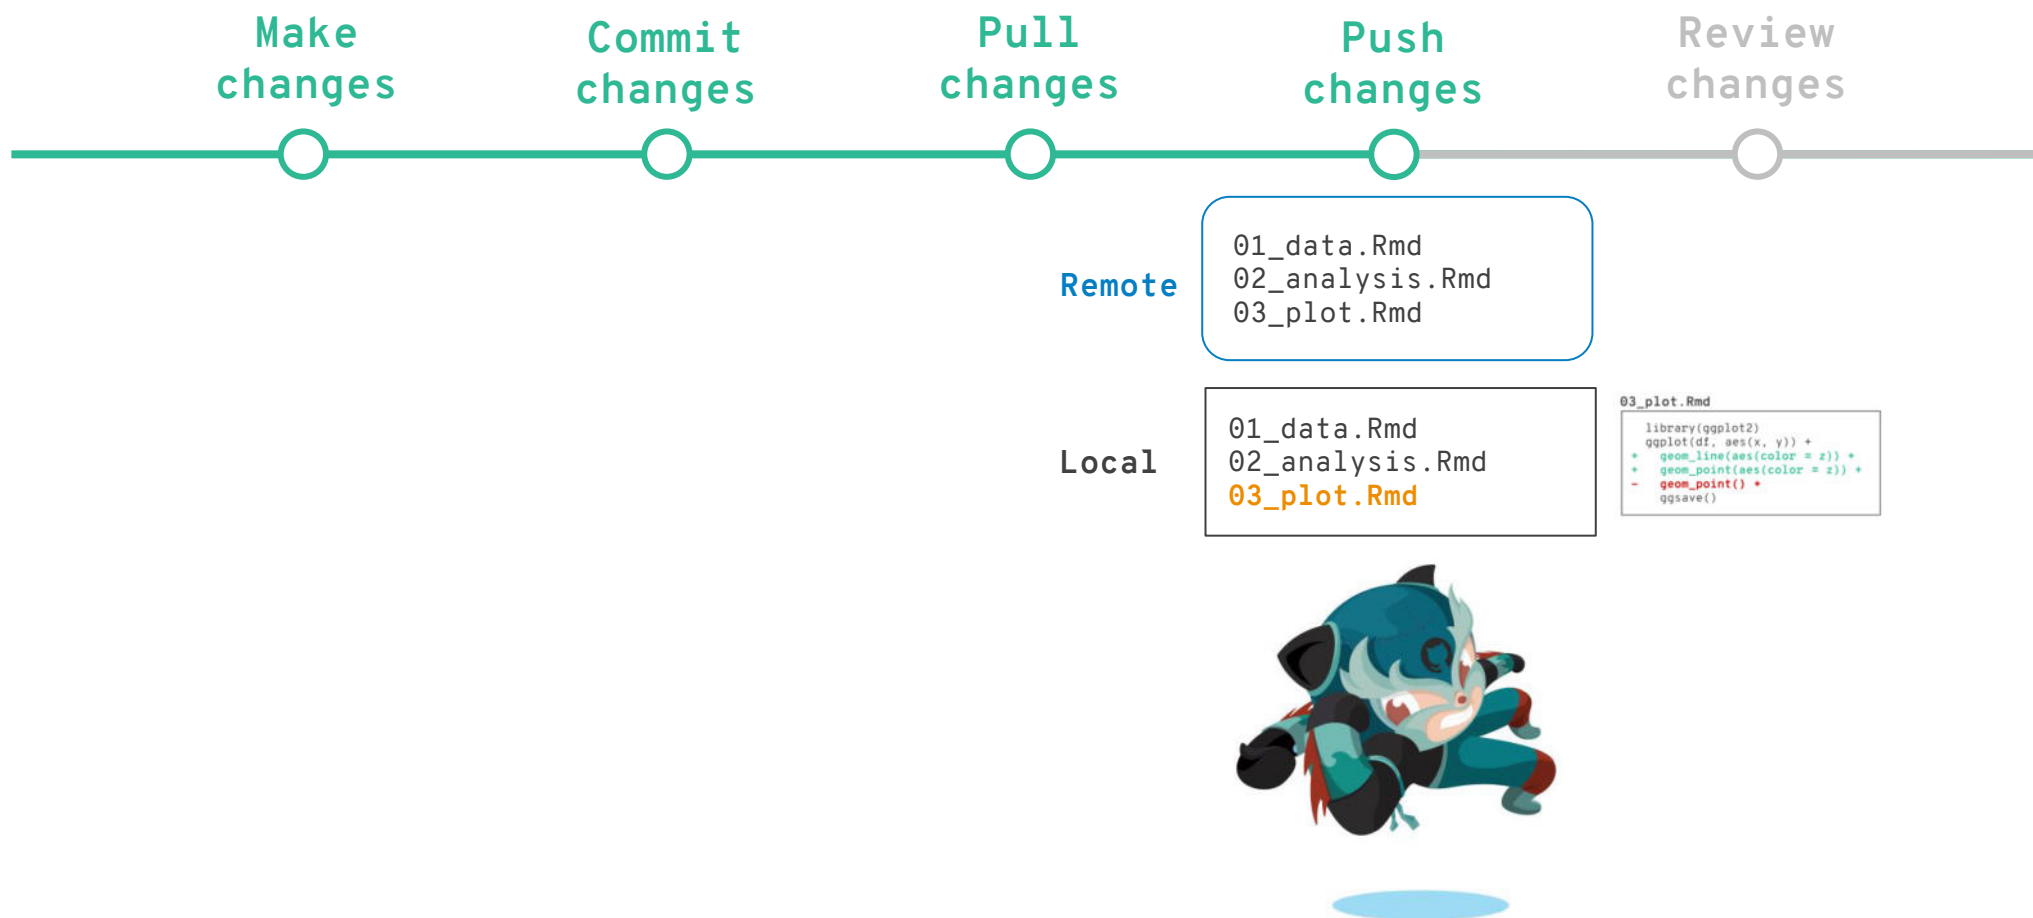 Make
changes
Commit
changes
Pull
changes
Push
changes
Review
changes
Remote
01_data.Rmd
02_analysis.Rmd
03_plot.Rmd
Local
01_data.Rmd
02_analysis.Rmd
03_plot.Rmd
03_plot.Rmd
library(ggplot2)
ggplot(df, aes(x, y)) +
+ geom_line(aes(color = z)) +
+ geom_point(aes(color = z)) +
- geom_point() +
ggsave()